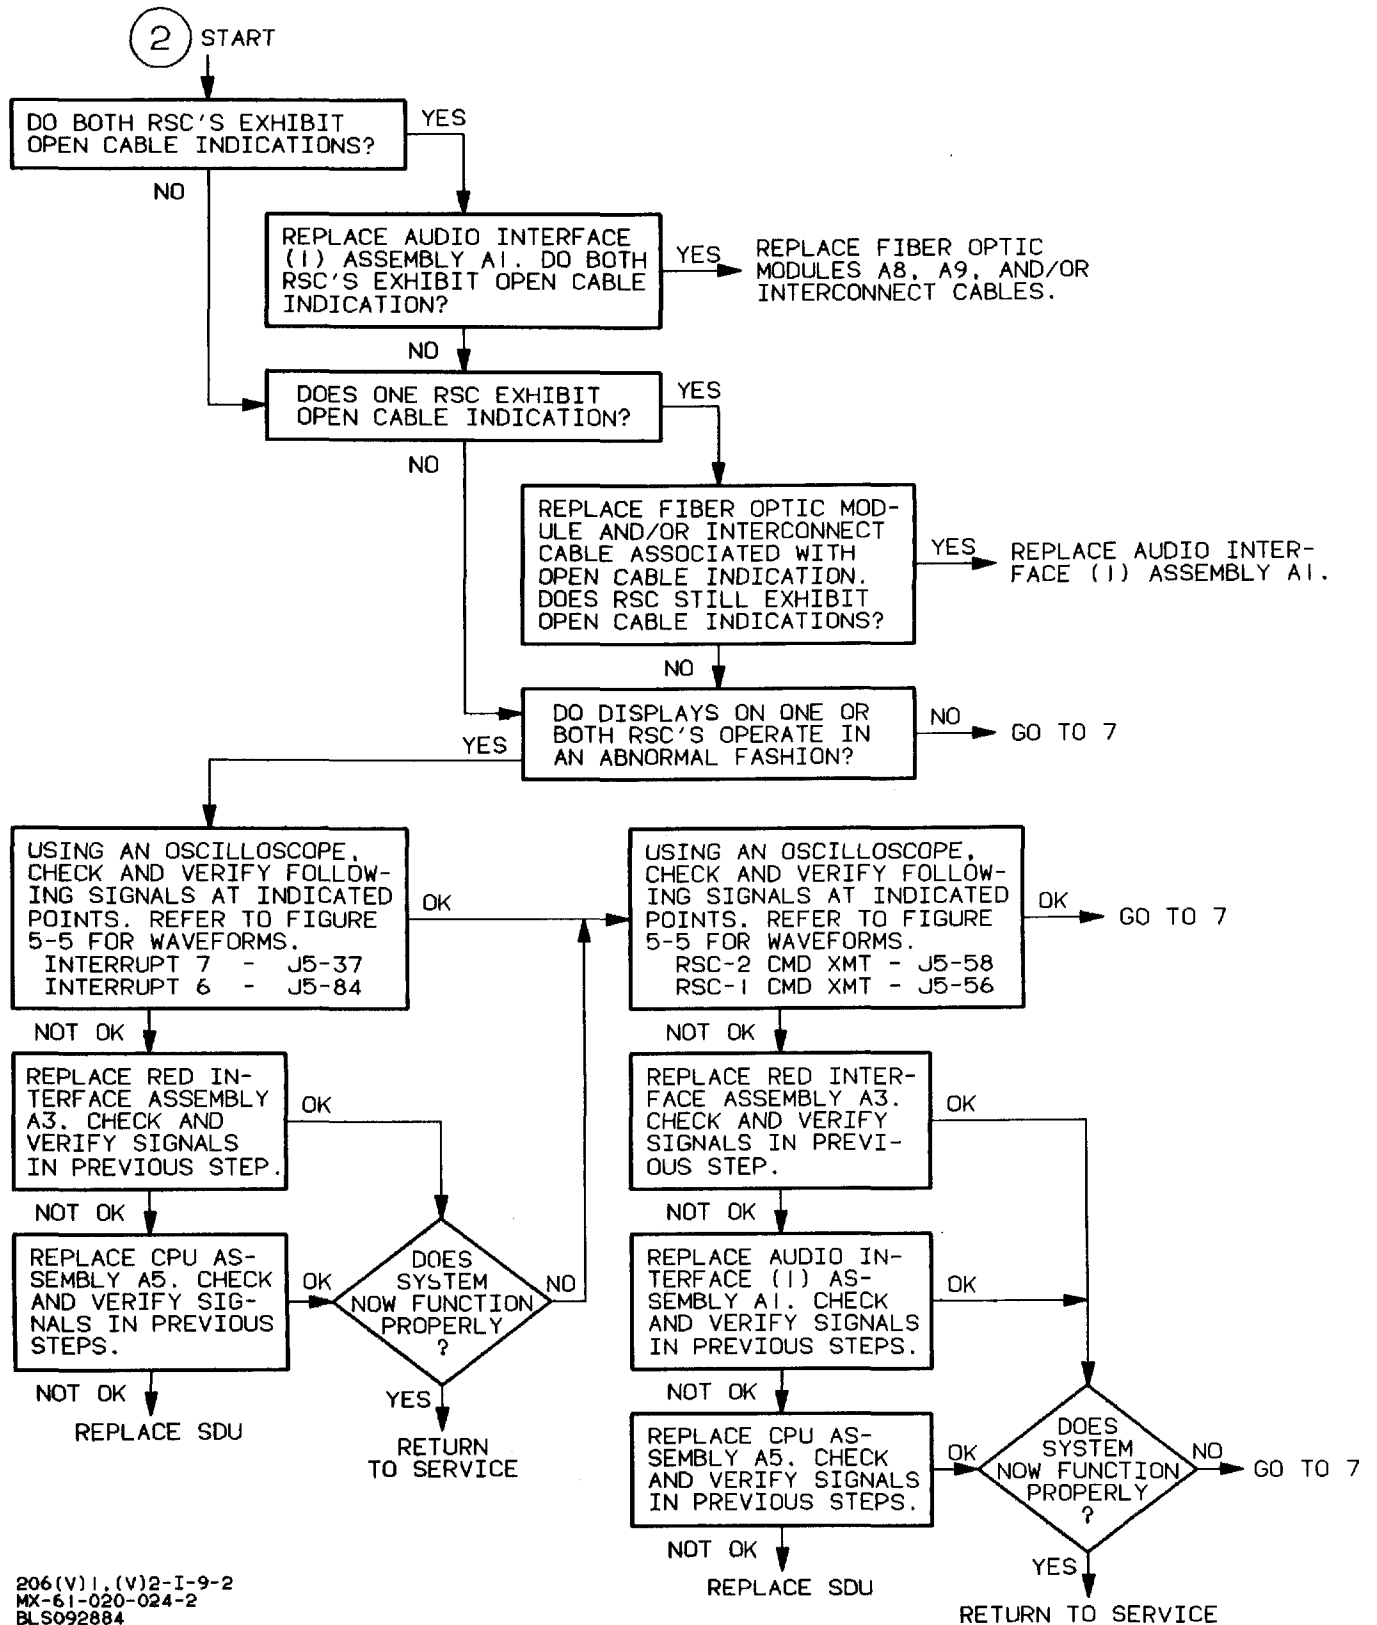 2 START
DO BOTH RSC'S EXHIBIT
OPEN CABLE INDICATIONS?
YES
NO
REPLACE AUDIO INTERFACE
(1) ASSEMBLY A1. DO BOTH
RSC'S EXHIBIT OPEN CABLE
INDICATION?
YES
REPLACE FIBER OPTIC
MODULES A8, A9, AND/OR
INTERCONNECT CABLES.
NO
DOES ONE RSC EXHIBIT
OPEN CABLE INDICATION?
YES
NO
REPLACE FIBER OPTIC MOD-
ULE AND/OR INTERCONNECT
CABLE ASSOCIATED WITH
OPEN CABLE INDICATION.
DOES RSC STILL EXHIBIT
OPEN CABLE INDICATIONS?
YES
REPLACE AUDIO INTER-
FACE (1) ASSEMBLY A1.
NO
DO DISPLAYS ON ONE OR
BOTH RSC'S OPERATE IN
AN ABNORMAL FASHION?
NO
GO TO 7
YES
USING AN OSCILLOSCOPE,
CHECK AND VERIFY FOLLOW-
ING SIGNALS AT INDICATED
POINTS. REFER TO FIGURE
5-5 FOR WAVEFORMS.
INTERRUPT 7 - J5-37
INTERRUPT 6 - J5-84
OK
NOT OK
REPLACE RED IN-
TERFACE ASSEMBLY
A3. CHECK AND
VERIFY SIGNALS
IN PREVIOUS STEP.
OK
NOT OK
REPLACE CPU AS-
SEMBLY A5. CHECK
AND VERIFY SIG-
NALS IN PREVIOUS
STEPS.
OK
NOT OK
REPLACE SDU
DOES
SYSTEM
NOW FUNCTION
PROPERLY
?
NO
YES
RETURN
TO SERVICE
USING AN OSCILLOSCOPE,
CHECK AND VERIFY FOLLOW-
ING SIGNALS AT INDICATED
POINTS. REFER TO FIGURE
5-5 FOR WAVEFORMS.
RSC-2 CMD XMT - J5-58
RSC-1 CMD XMT - J5-56
OK
GO TO 7
NOT OK
REPLACE RED INTER-
FACE ASSEMBLY A3.
CHECK AND VERIFY
SIGNALS IN PREVI-
OUS STEP.
OK
NOT OK
REPLACE AUDIO IN-
TERFACE (1) AS-
SEMBLY A1. CHECK
AND VERIFY SIGNALS
IN PREVIOUS STEPS.
OK
NOT OK
REPLACE CPU AS-
SEMBLY A5. CHECK
AND VERIFY SIGNALS
IN PREVIOUS STEPS.
OK
NOT OK
REPLACE SDU
DOES
SYSTEM
NOW FUNCTION
PROPERLY
?
NO
GO TO 7
YES
RETURN TO SERVICE
206(V)1,(V)2-I-9-2
MX-61-020-024-2
BLS092884